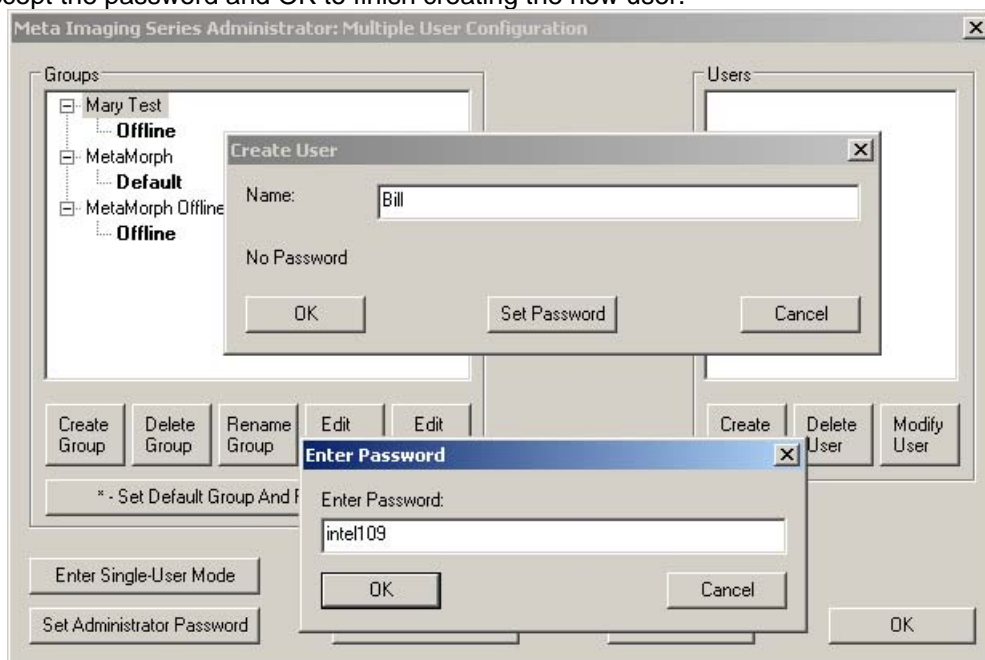 ccept the password and OK to finish creating the new user.
Meta Imaging Series Administrator: Multiple User Configuration
Groups
Users
Mary Test
Offline
MetaMorph
Default
MetaMorph Offline
Offline
Create User
Name:
Bill
No Password
OK
Set Password
Cancel
Create Group
Delete Group
Rename Group
Edit
Edit
Create
Delete User
Modify User
* - Set Default Group And
Enter Password
Enter Password:
intel109
OK
Cancel
Enter Single-User Mode
Set Administrator Password
OK